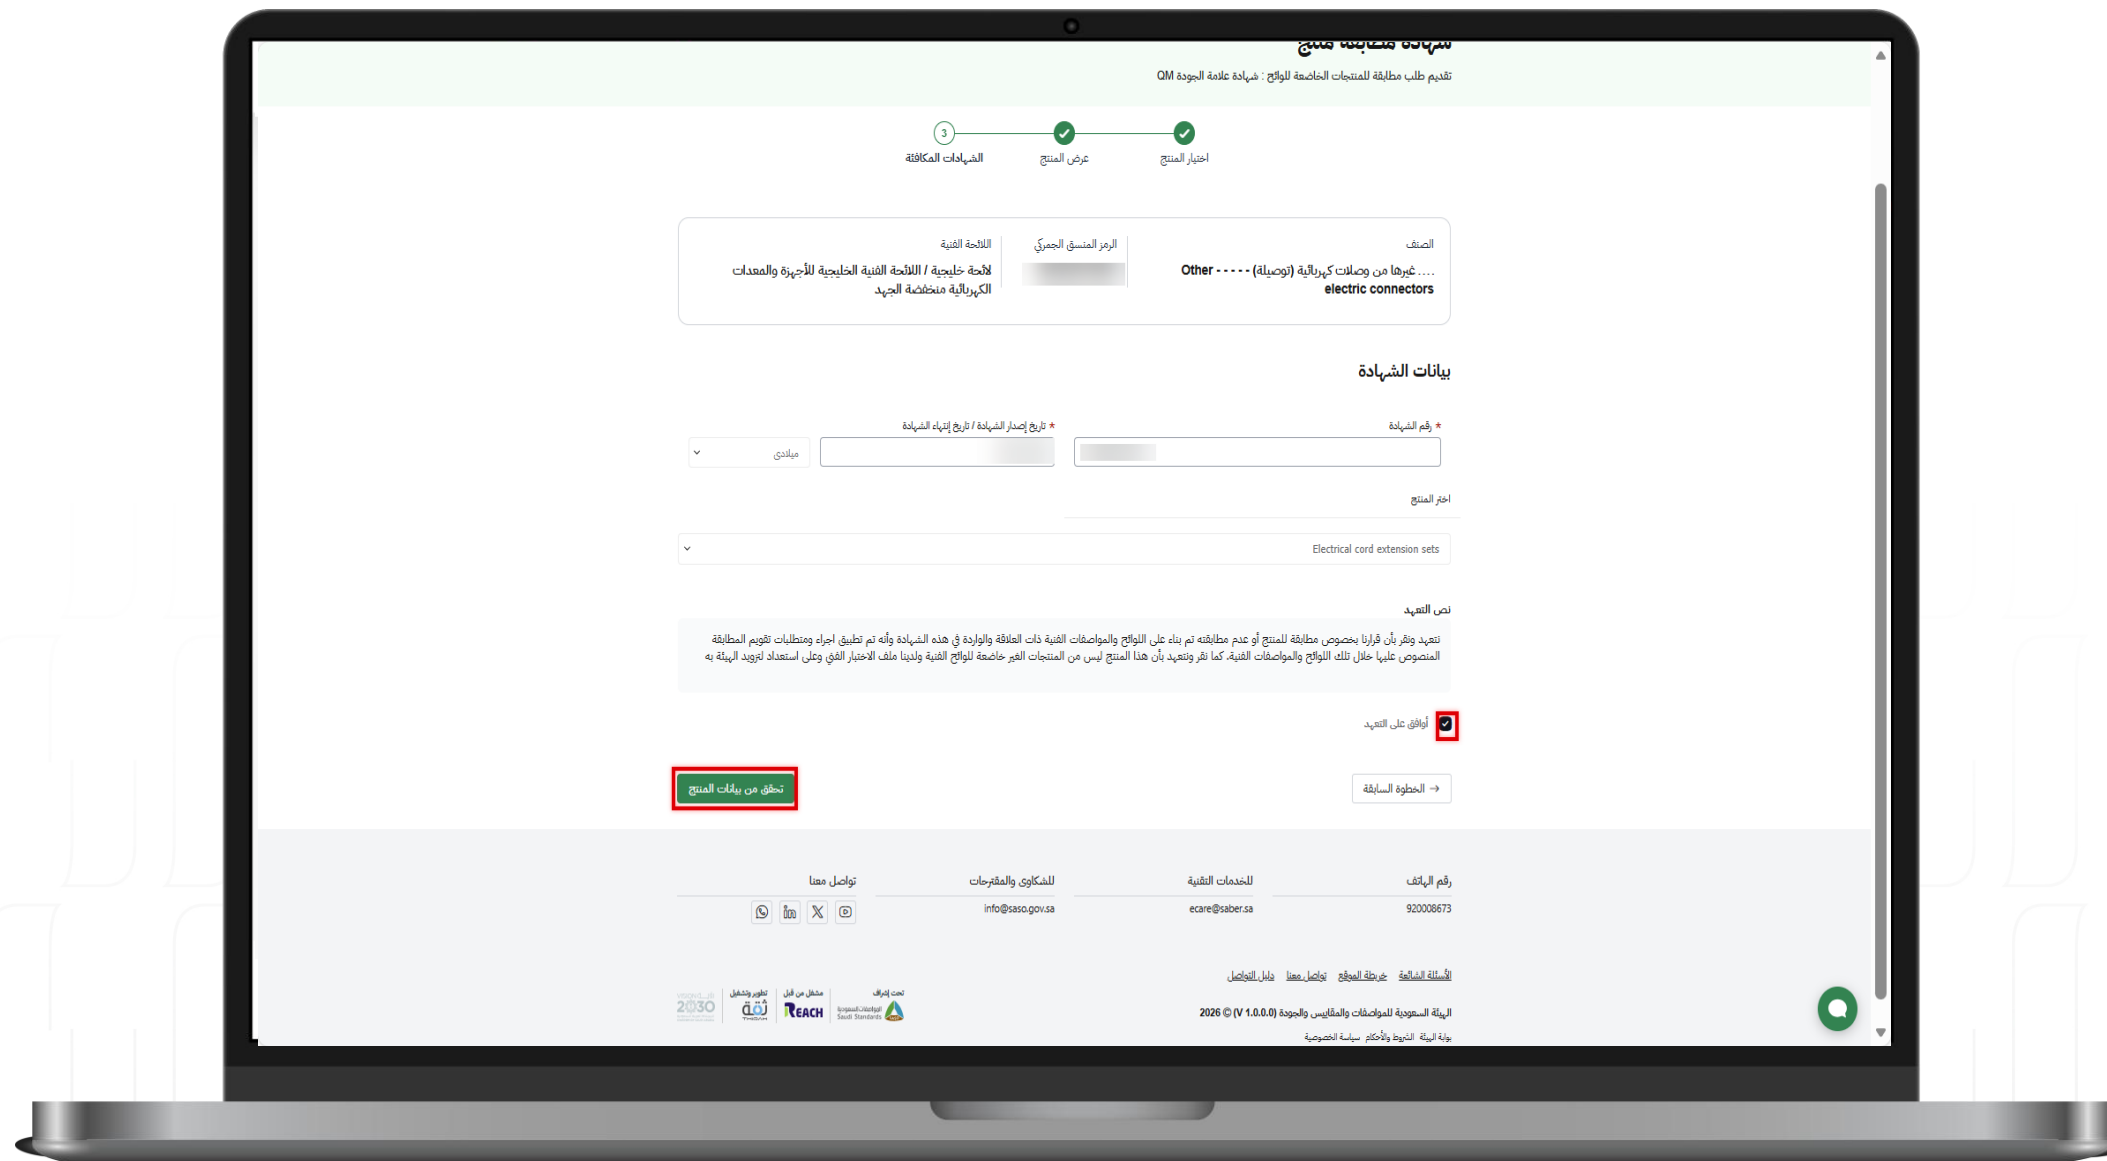 شهادة مطابقة منتج
تقديم طلب مطابقة للمنتجات الخاضعة للوائح : شهادة علامة الجودة QM
اختيار المنتج
عرض المنتج
3
الشهادات المكافئة
الصنف
.... غيرها من وصلات كهربائية (توصيلة) - - - - - Other
electric connectors
الرمز المنسق الجمركي
اللائحة الفنية
لائحة خليجية / اللائحة الفنية الخليجية للأجهزة والمعدات
الكهربائية منخفضة الجهد
بيانات الشهادة
* رقم الشهادة
* تاريخ إصدار الشهادة / تاريخ إنتهاء الشهادة
ميلادى
اختر المنتج
Electrical cord extension sets
نص التعهد
نتعهد ونقر بأن قرارنا بخصوص مطابقة للمنتج أو عدم مطابقته تم بناء على اللوائح والمواصفات الفنية ذات العلاقة والواردة في هذه الشهادة وأنه تم تطبيق اجراء ومتطلبات تقويم المطابقة
المنصوص عليها خلال تلك اللوائح والمواصفات الفنية، كما نقر ونتعهد بأن هذا المنتج ليس من المنتجات الغير خاضعة للوائح الفنية ولدينا ملف الاختبار الفني وعلى استعداد لتزويد الهيئة به
أوافق على التعهد
→ الخطوة السابقة
تحقق من بيانات المنتج
رقم الهاتف
920008673
للخدمات التقنية
ecare@saber.sa
للشكاوى والمقترحات
info@saso.gov.sa
تواصل معنا
الأسئلة الشائعة خريطة الموقع تواصل معنا دليل التواصل
الهيئة السعودية للمواصفات والمقاييس والجودة (V 1.0.0.0) © 2026
بوابة الهيئة الشروط والأحكام سياسة الخصوصية
تحت إشراف
المواصفات السعودية
Saudi Standards
مشغل من قبل
REACH
تطوير وتشغيل
ثقة
THIQAH
2030